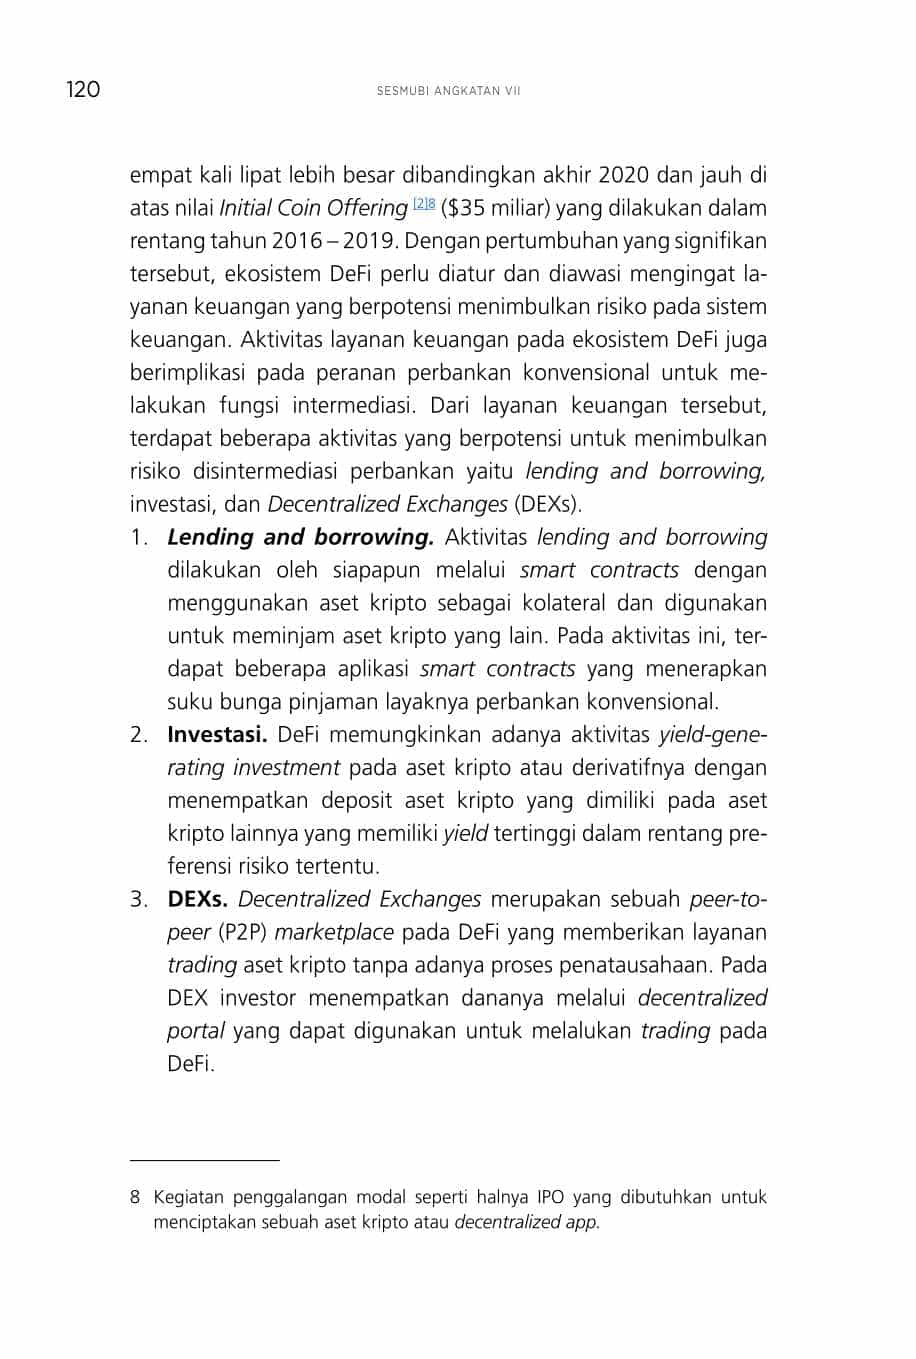 120
SESMUBI ANGKATAN VII
empat kali lipat lebih besar dibandingkan akhir 2020 dan jauh di
atas nilai Initial Coin Offering [2]8 ($35 miliar) yang dilakukan dalam
rentang tahun 2016 – 2019. Dengan pertumbuhan yang signifikan
tersebut, ekosistem DeFi perlu diatur dan diawasi mengingat la-
yanan keuangan yang berpotensi menimbulkan risiko pada sistem
keuangan. Aktivitas layanan keuangan pada ekosistem DeFi juga
berimplikasi pada peranan perbankan konvensional untuk me-
lakukan fungsi intermediasi. Dari layanan keuangan tersebut,
terdapat beberapa aktivitas yang berpotensi untuk menimbulkan
risiko disintermediasi perbankan yaitu lending and borrowing,
investasi, dan Decentralized Exchanges (DEXs).
1. Lending and borrowing. Aktivitas lending and borrowing
dilakukan oleh siapapun melalui smart contracts dengan
menggunakan aset kripto sebagai kolateral dan digunakan
untuk meminjam aset kripto yang lain. Pada aktivitas ini, ter-
dapat beberapa aplikasi smart contracts yang menerapkan
suku bunga pinjaman layaknya perbankan konvensional.
2. Investasi. DeFi memungkinkan adanya aktivitas yield-gene-
rating investment pada aset kripto atau derivatifnya dengan
menempatkan deposit aset kripto yang dimiliki pada aset
kripto lainnya yang memiliki yield tertinggi dalam rentang pre-
ferensi risiko tertentu.
3. DEXs. Decentralized Exchanges merupakan sebuah peer-to-
peer (P2P) marketplace pada DeFi yang memberikan layanan
trading aset kripto tanpa adanya proses penatausahaan. Pada
DEX investor menempatkan dananya melalui decentralized
portal yang dapat digunakan untuk melalukan trading pada
DeFi.
8 Kegiatan penggalangan modal seperti halnya IPO yang dibutuhkan untuk
menciptakan sebuah aset kripto atau decentralized app.